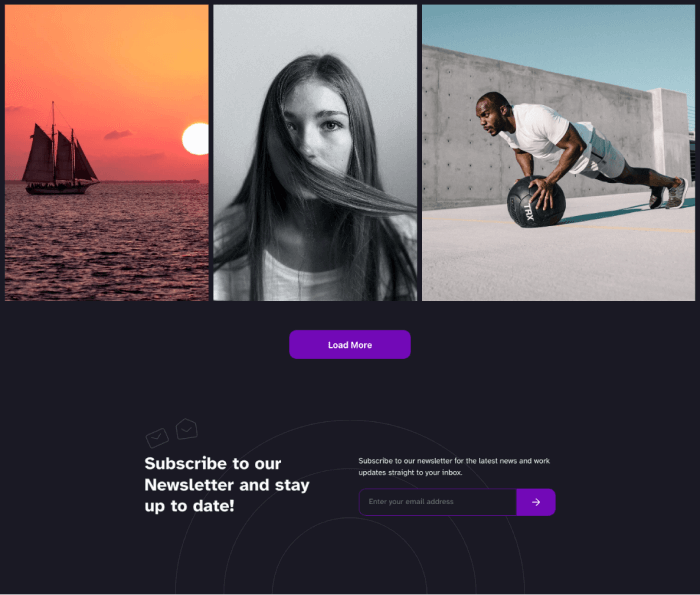 TRX
Load More
Subscribe to our
Newsletter and stay
up to date!
Subscribe to our newsletter for the latest news and work
updates straight to your inbox.
Enter your email address